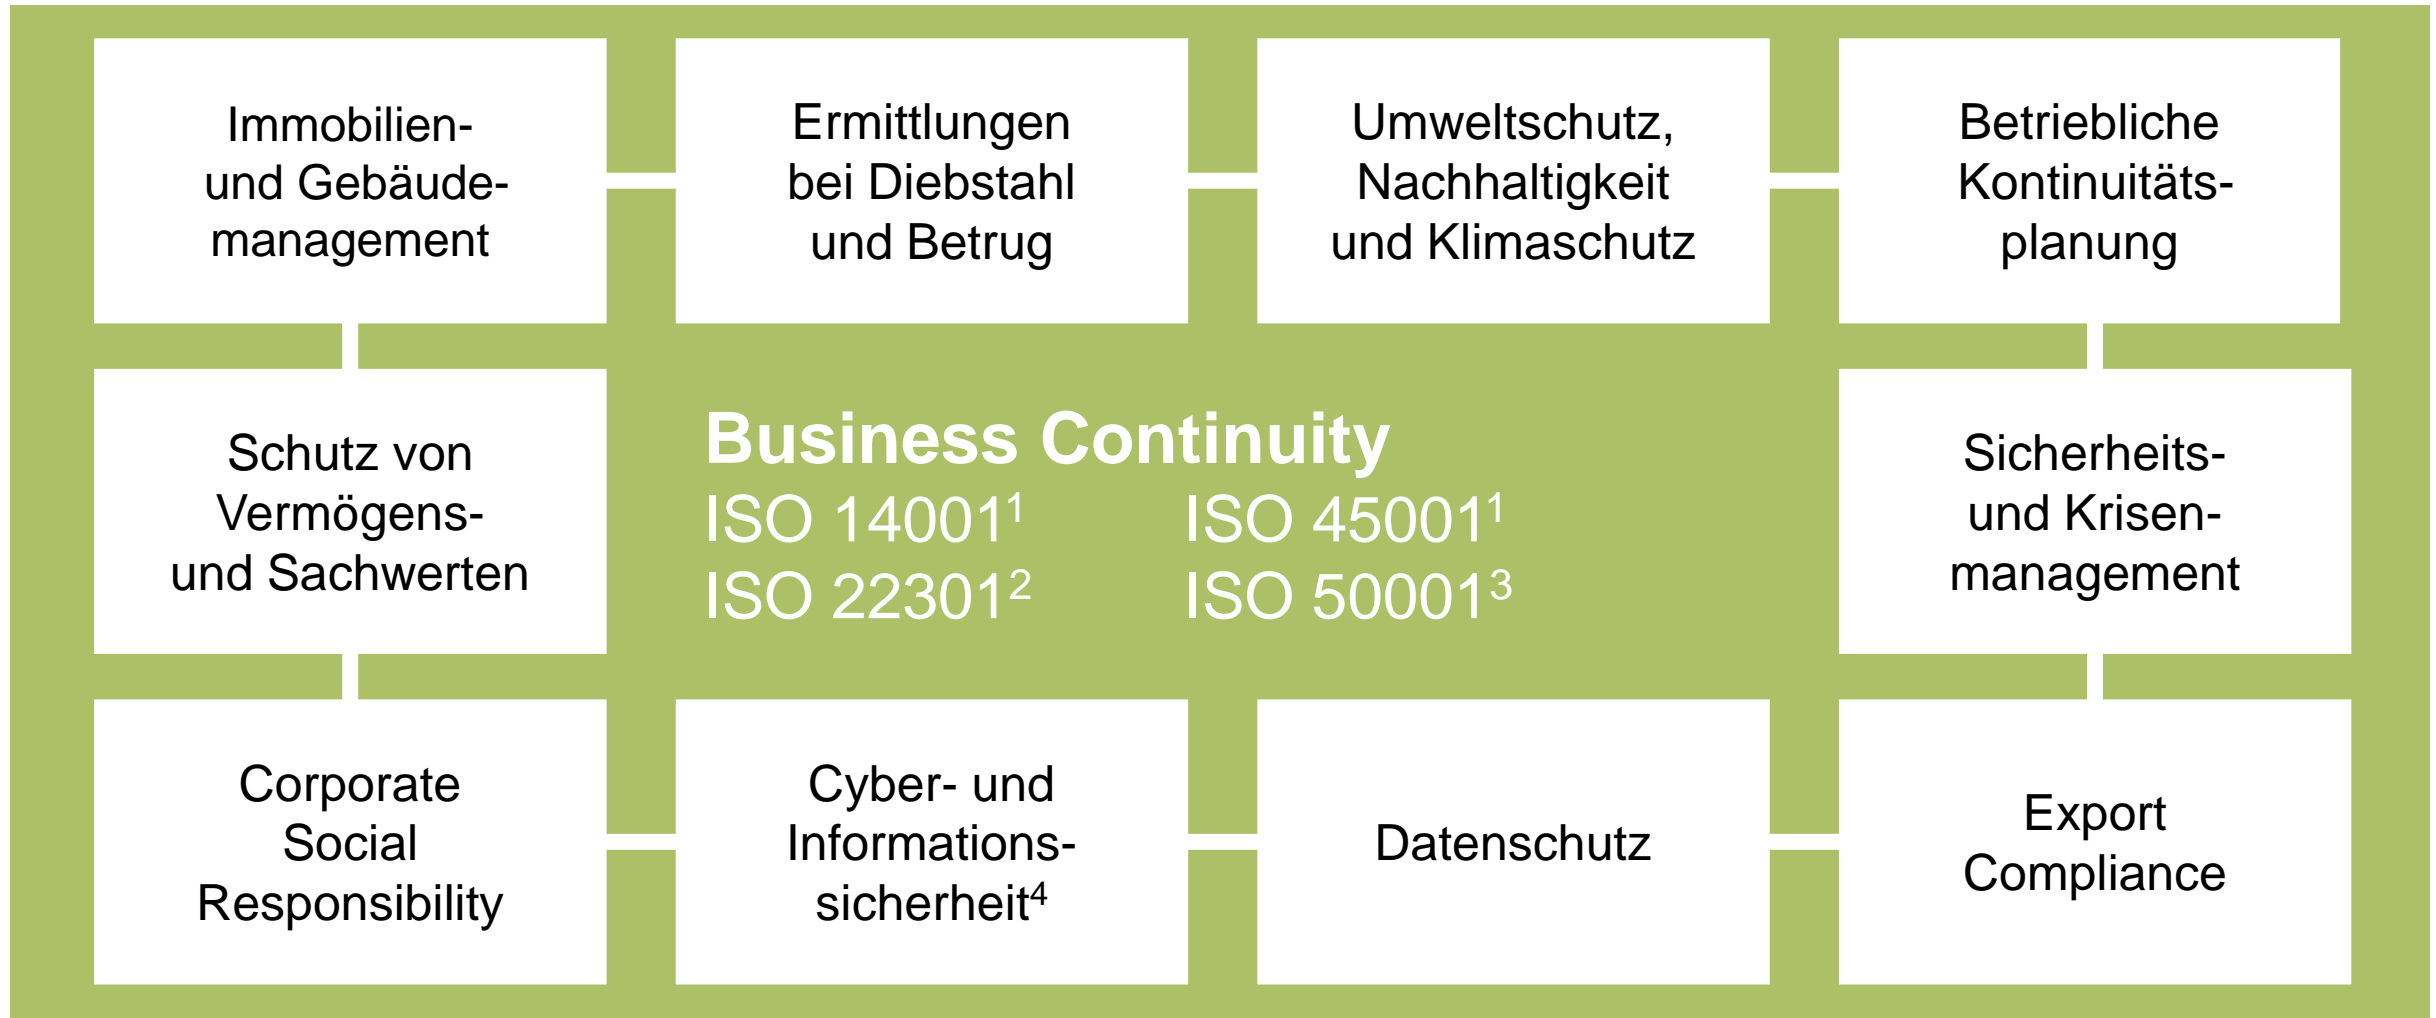 Immobilien-
und Gebäude-
management
Ermittlungen
bei Diebstahl
und Betrug
Umweltschutz,
Nachhaltigkeit
und Klimaschutz
Betriebliche
Kontinuitäts-
planung
Schutz von
Vermögens-
und Sachwerten
Business Continuity
ISO 14001¹ ISO 45001¹
ISO 22301² ISO 50001³
Sicherheits-
und Krisen-
management
Corporate
Social
Responsibility
Cyber- und
Informations-
sicherheit⁴
Datenschutz
Export
Compliance